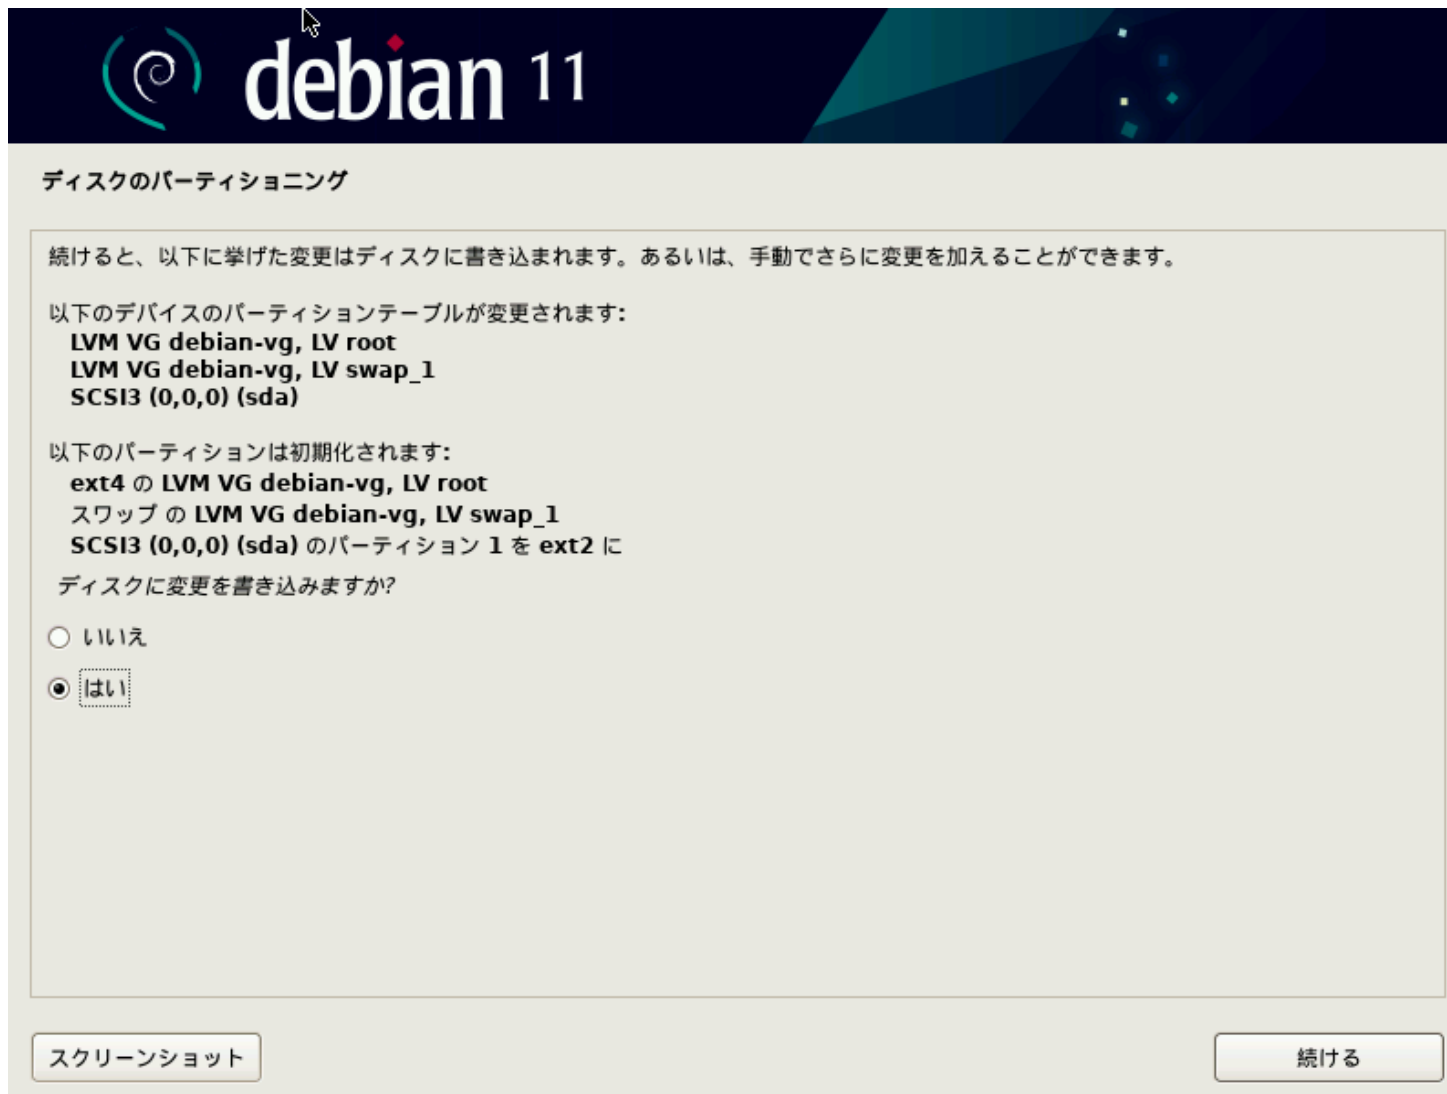 debian 11
ディスクのパーティショニング
続けると、以下に挙げた変更はディスクに書き込まれます。あるいは、手動でさらに変更を加えることができます。
以下のデバイスのパーティションテーブルが変更されます:
LVM VG debian-vg, LV root
LVM VG debian-vg, LV swap_1
SCSI3 (0,0,0) (sda)
以下のパーティションは初期化されます:
ext4 の LVM VG debian-vg, LV root
スワップ の LVM VG debian-vg, LV swap_1
SCSI3 (0,0,0) (sda) のパーティション 1 を ext2 に
ディスクに変更を書き込みますか?
いいえ
はい
スクリーンショット
続ける